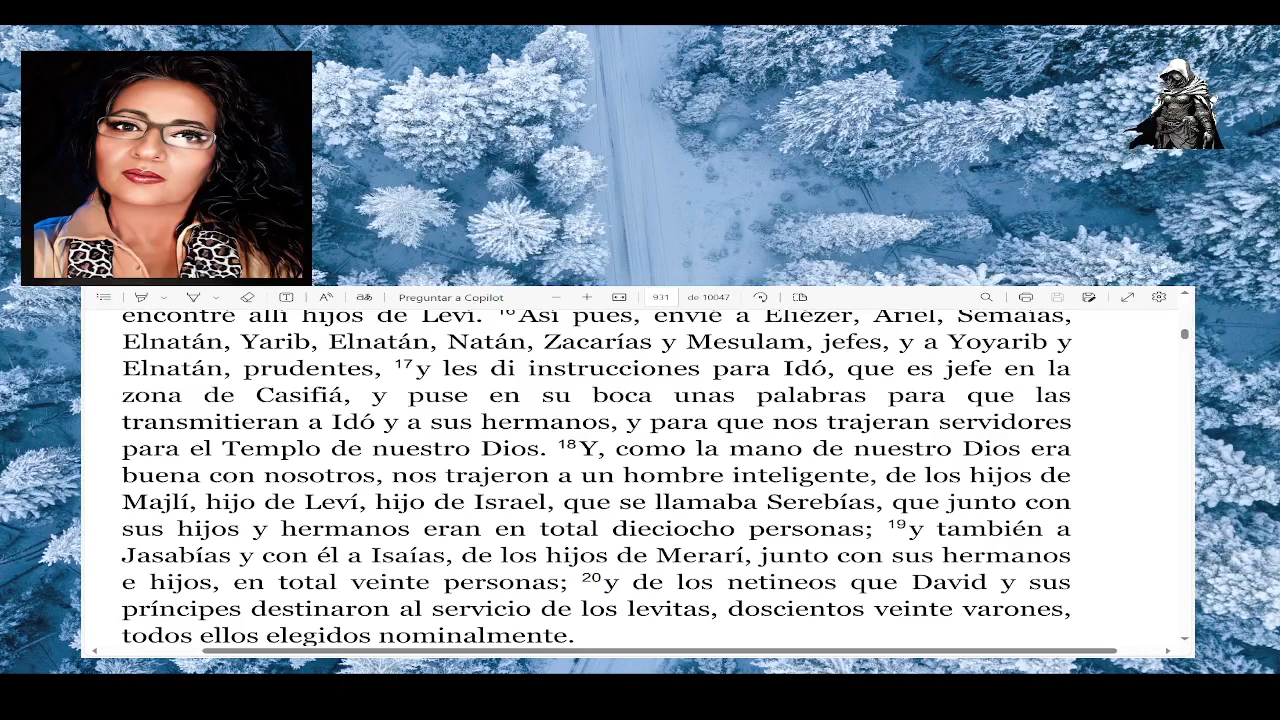 Preguntar a Copilot
931 de 10047
encontré allí hijos de Leví. 16Así pues, envié a Eliézer, Ariel, Semaías,
Elnatán, Yarib, Elnatán, Natán, Zacarías y Mesulam, jefes, y a Yoyarib y
Elnatán, prudentes, 17y les di instrucciones para Idó, que es jefe en la
zona de Casifiá, y puse en su boca unas palabras para que las
transmitieran a Idó y a sus hermanos, y para que nos trajeran servidores
para el Templo de nuestro Dios. 18Y, como la mano de nuestro Dios era
buena con nosotros, nos trajeron a un hombre inteligente, de los hijos de
Majlí, hijo de Leví, hijo de Israel, que se llamaba Serebías, que junto con
sus hijos y hermanos eran en total dieciocho personas; 19y también a
Jasabías y con él a Isaías, de los hijos de Merarí, junto con sus hermanos
e hijos, en total veinte personas; 20y de los netineos que David y sus
príncipes destinaron al servicio de los levitas, doscientos veinte varones,
todos ellos elegidos nominalmente.